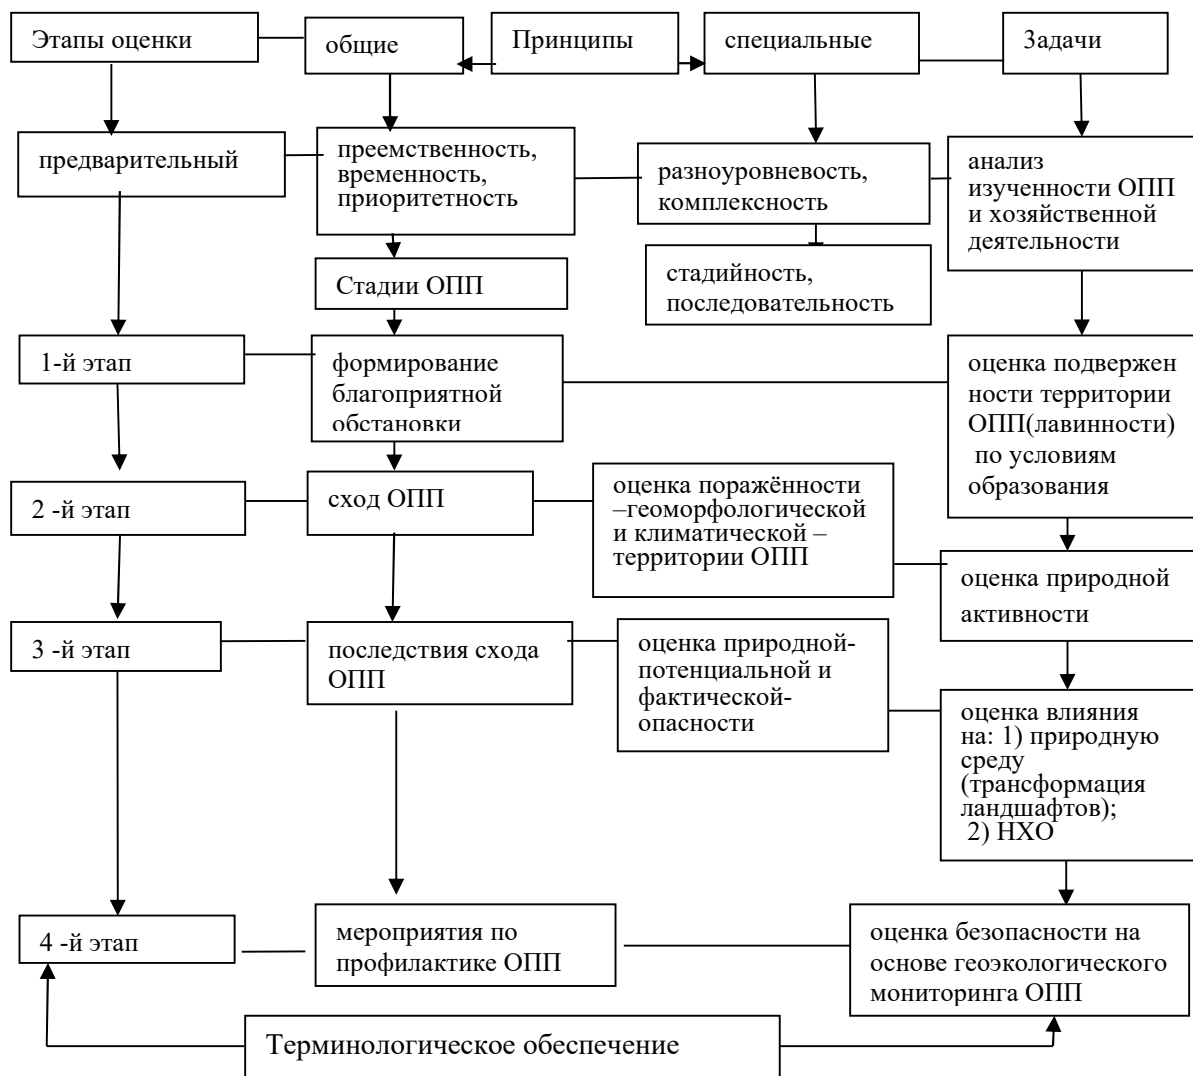 Этапы оценки
общие
Принципы
специальные
Задачи
предварительный
преемственность,
временность,
приоритетность
разноуровневость,
комплексность
анализ
изученности ОПП
и хозяйственной
деятельности
Стадии ОПП
стадийность,
последовательность
1-й этап
формирование
благоприятной
обстановки
оценка подвержен
ности территории
ОПП(лавинности)
по условиям
образования
2 -й этап
сход ОПП
оценка поражённости
–геоморфологической
и климатической –
территории ОПП
оценка природной
активности
3 -й этап
последствия схода
ОПП
оценка природной-
потенциальной и
фактической-
опасности
оценка влияния
на: 1) природную
среду
(трансформация
ландшафтов);
2) НХО
4 -й этап
мероприятия по
профилактике ОПП
оценка безопасности на
основе геоэкологического
мониторинга ОПП
Терминологическое обеспечение